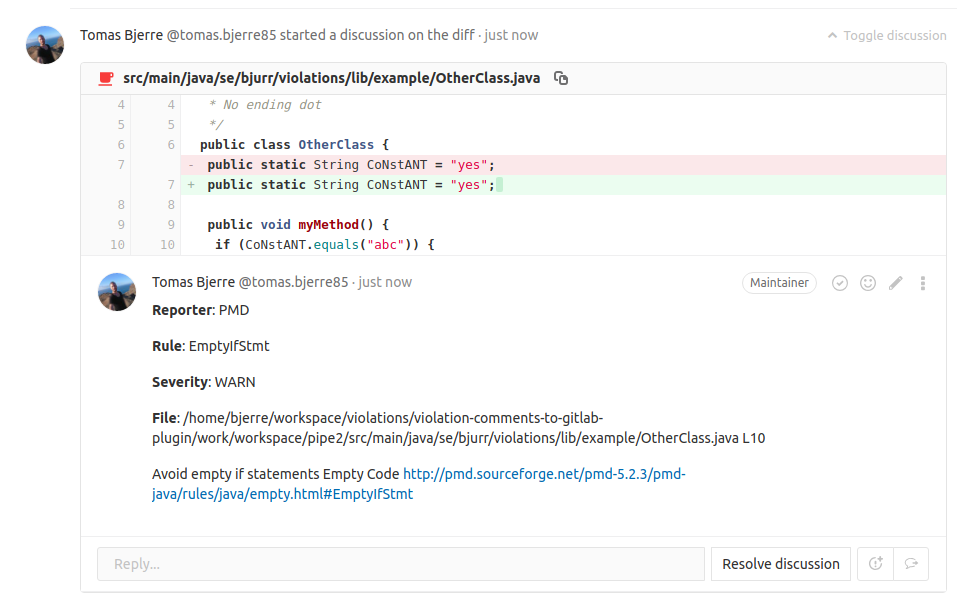 Tomas Bjerre @tomas.bjerre85 started a discussion on the diff · just now
Toggle discussion
src/main/java/se/bjurr/violations/lib/example/OtherClass.java
4 4 * No ending dot
5 5 */
6 6 public class OtherClass {
7 - public static String CoNstANT = "yes";
7 + public static String CoNstANT = "yes";
8 8
9 9 public void myMethod() {
10 10 if (CoNstANT.equals("abc")) {
Tomas Bjerre @tomas.bjerre85 · just now
Maintainer
Reporter: PMD
Rule: EmptyIfStmt
Severity: WARN
File: /home/bjerre/workspace/violations/violation-comments-to-gitlab-
plugin/work/workspace/pipe2/src/main/java/se/bjurr/violations/lib/example/OtherClass.java L10
Avoid empty if statements Empty Code http://pmd.sourceforge.net/pmd-5.2.3/pmd-
java/rules/java/empty.html#EmptyIfStmt
Reply...
Resolve discussion